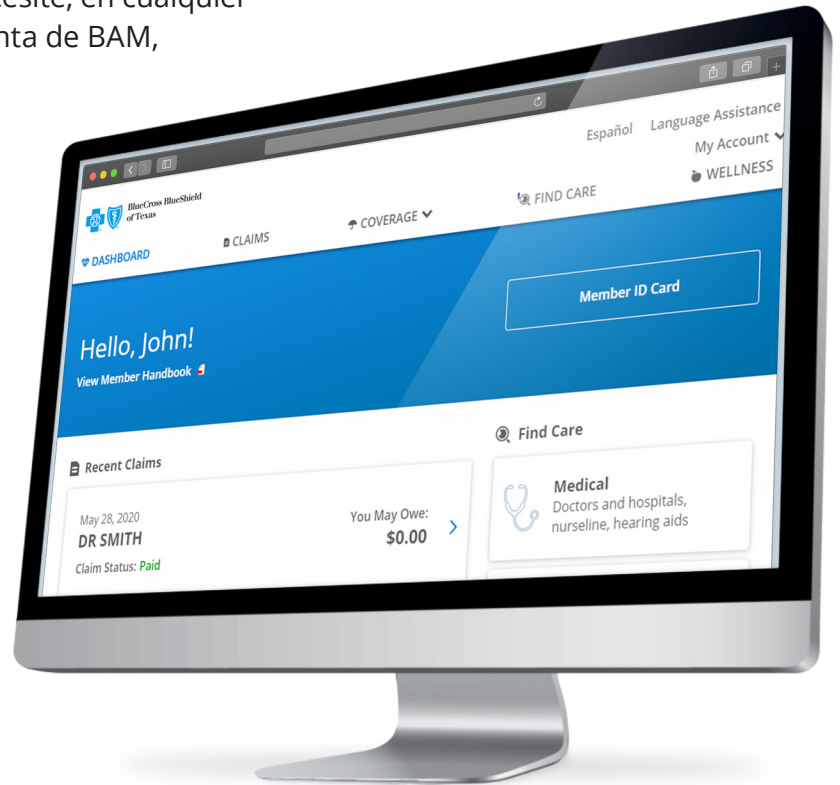 cesite, en cualquier
nta de BAM,
Español Language Assistance
My Account
BlueCross BlueShield
of Texas
DASHBOARD CLAIMS COVERAGE FIND CARE WELLNESS
Hello, John!
Member ID Card
View Member Handbook
Recent Claims
Find Care
May 28, 2020
DR SMITH
Claim Status: Paid
You May Owe:
$0.00
Medical
Doctors and hospitals,
nurseline, hearing aids